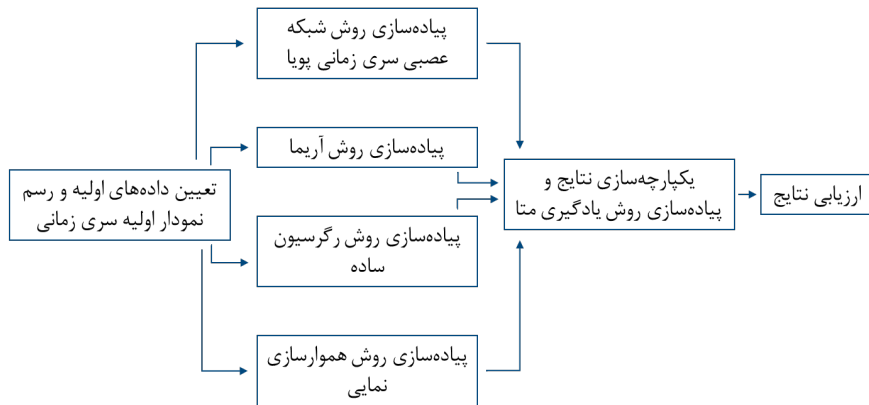 تعیین داده‌های اولیه و رسم
نمودار اولیه سری زمانی
پیاده‌سازی روش شبکه
عصبی سری زمانی پویا
پیاده‌سازی روش آریما
پیاده‌سازی روش رگرسیون
ساده
پیاده‌سازی روش هموارسازی
نمایی
یکپارچه‌سازی نتایج و
پیاده‌سازی روش یادگیری متا
ارزیابی نتایج